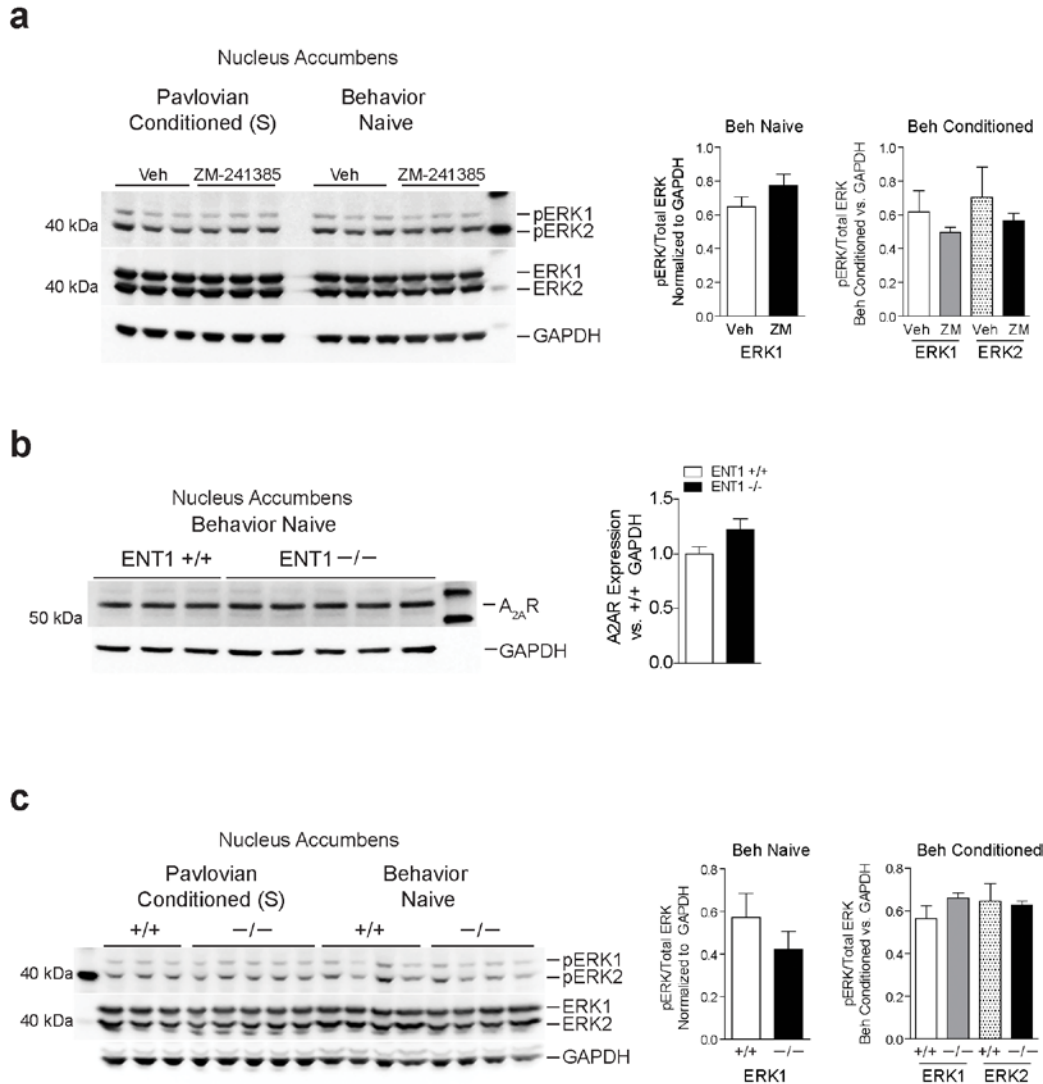 a
Nucleus Accumbens
Pavlovian
Conditioned (S)
Behavior
Naive
Veh ZM-241385 Veh ZM-241385
40 kDa
pERK1
pERK2
40 kDa
ERK1
ERK2
GAPDH
Beh Naive
pERK/Total ERK
Normalized to GAPDH
1.0
0.8
0.6
0.4
0.2
0.0
Veh ZM
ERK1
Beh Conditioned
pERK/Total ERK
Beh Conditioned vs. GAPDH
1.0
0.8
0.6
0.4
0.2
0.0
Veh ZM Veh ZM
ERK1 ERK2
b
Nucleus Accumbens
Behavior Naive
ENT1 +/+ ENT1 −/−
50 kDa
A2AR
GAPDH
ENT1 +/+
ENT1 -/-
A2AR Expression
vs. +/+ GAPDH
1.5
1.0
0.5
0.0
c
Nucleus Accumbens
Pavlovian
Conditioned (S)
Behavior
Naive
+/+ −/− +/+ −/−
40 kDa
pERK1
pERK2
40 kDa
ERK1
ERK2
GAPDH
Beh Naive
pERK/Total ERK
Normalized to GAPDH
0.8
0.6
0.4
0.2
0.0
+/+ −/−
ERK1
Beh Conditioned
pERK/Total ERK
Beh Conditioned vs. GAPDH
0.8
0.6
0.4
0.2
0.0
+/+ −/− +/+ −/−
ERK1 ERK2